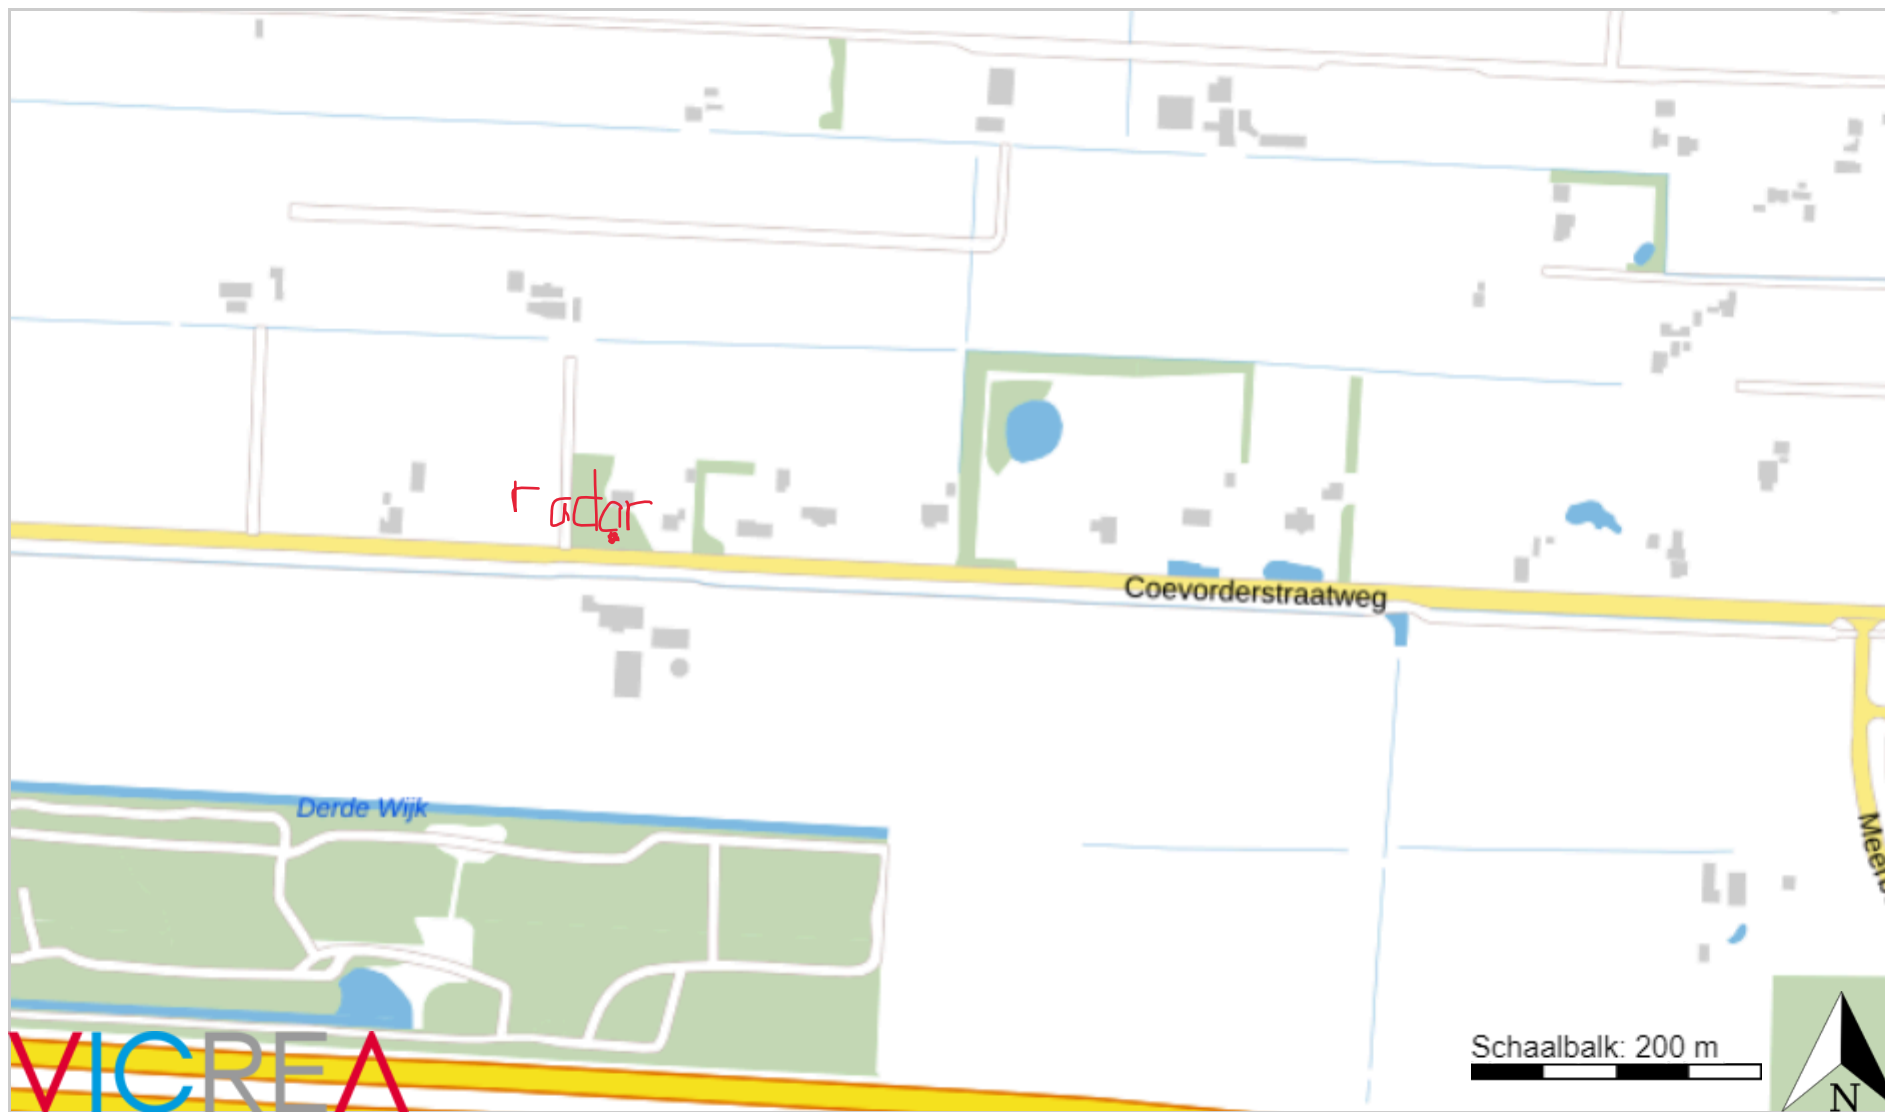 radar
Coevorderstraatweg
Derde Wijk
Schaalbalk: 200 m
N
VICREA